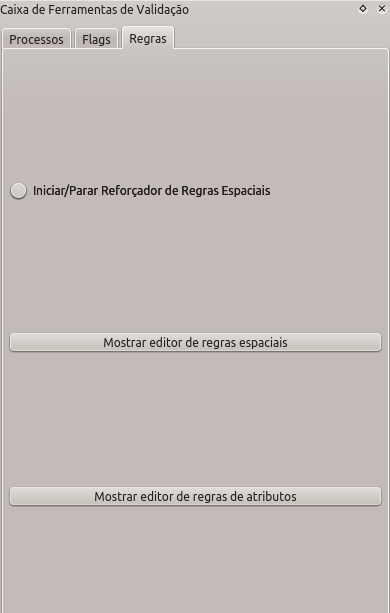 Caixa de Ferramentas de Validação
Processos Flags Regras
Iniciar/Parar Reforçador de Regras Espaciais
Mostrar editor de regras espaciais
Mostrar editor de regras de atributos